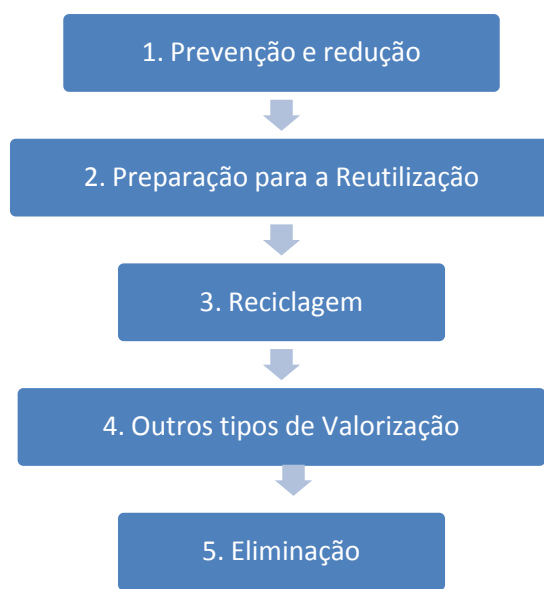 1. Prevenção e redução
2. Preparação para a Reutilização
3. Reciclagem
4. Outros tipos de Valorização
5. Eliminação